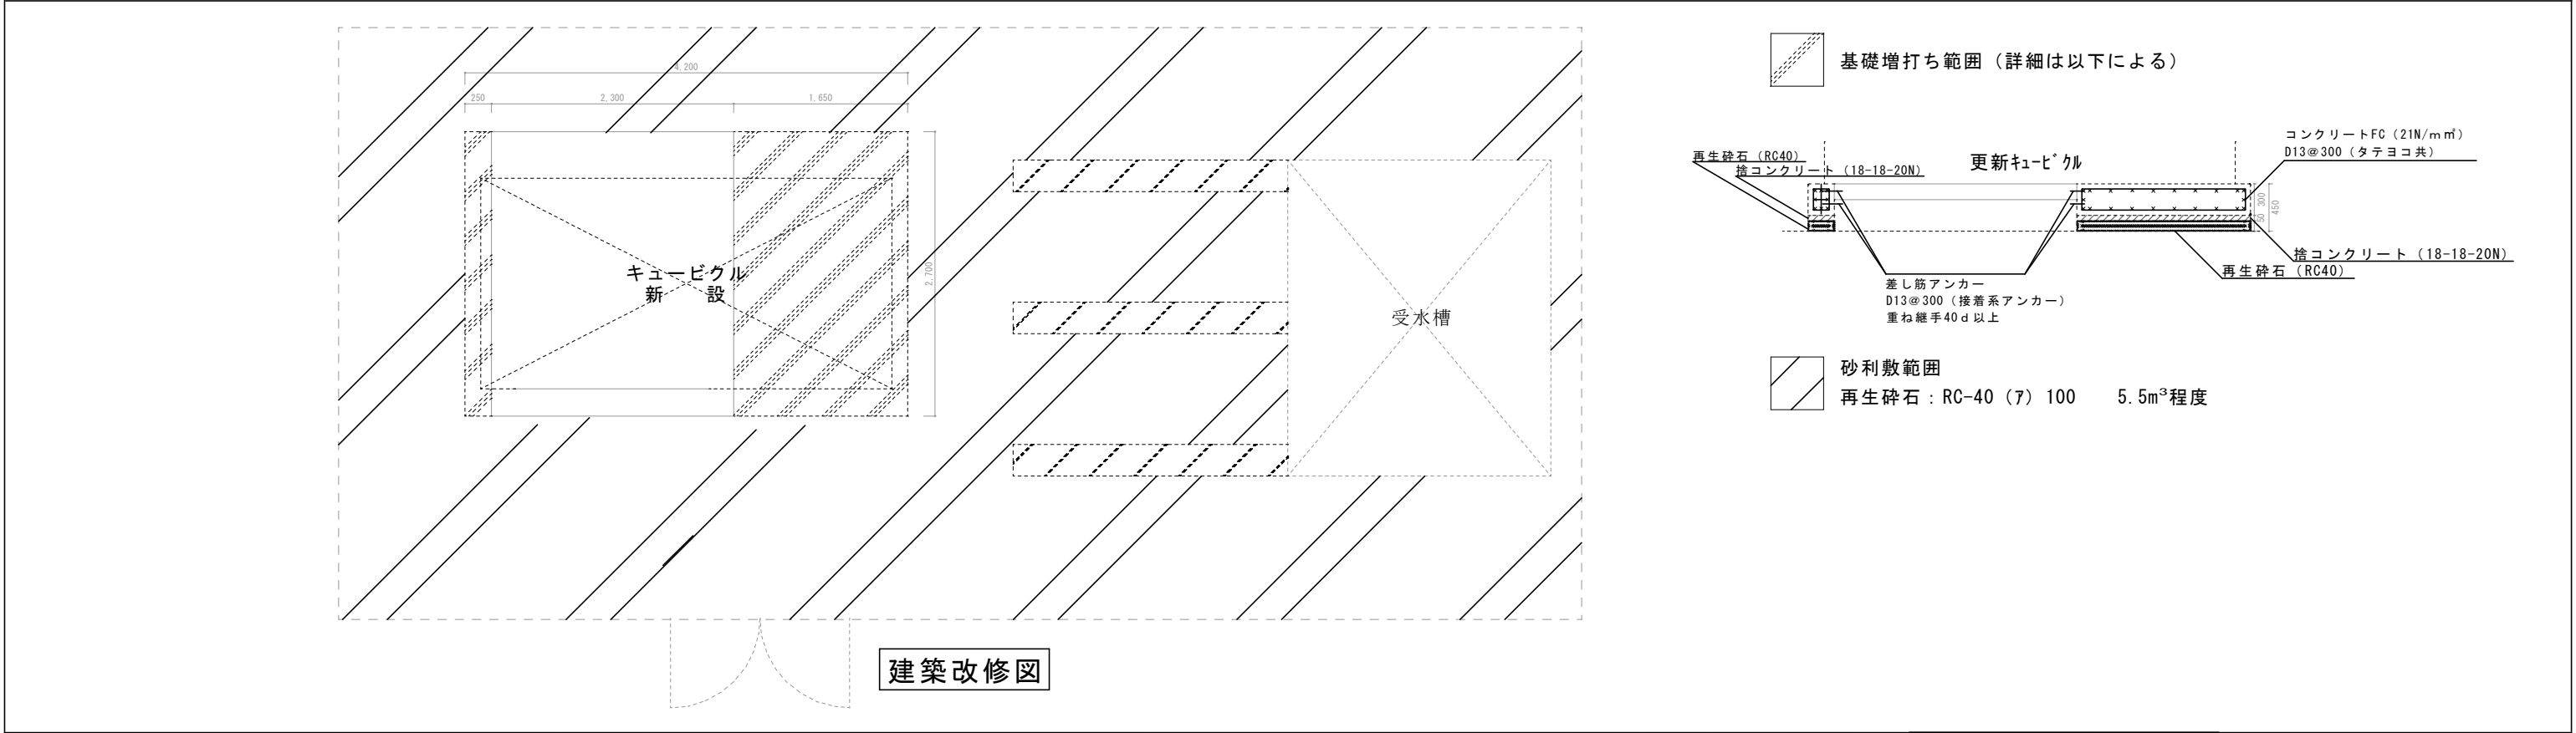 4,200
250
2,300
1,650
2,700
キュービクル
新　設
受水槽
建築改修図
基礎増打ち範囲（詳細は以下による）
コンクリートFC（21N/ｍ㎡）
D13@300（タテヨコ共）
再生砕石（RC40）
捨コンクリート（18-18-20N）
更新ｷｭｰﾋﾞｸﾙ
300
50
450
捨コンクリート（18-18-20N）
再生砕石（RC40）
差し筋アンカー
D13@300（接着系アンカー）
重ね継手40ｄ以上
砂利敷範囲
再生砕石：RC-40（ｱ）100　5.5m³程度